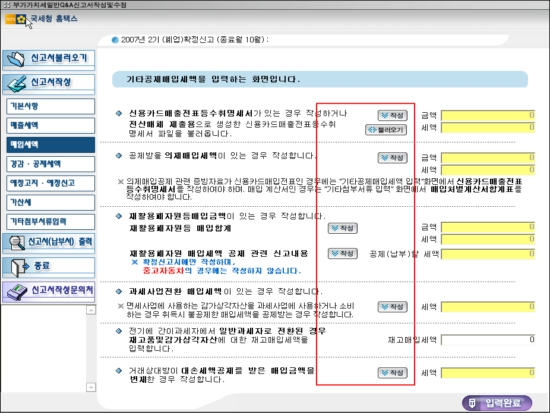 부가가치세일반Q&A신고서작성및수정
국세청 홈택스
신고서불러오기
신고서작성
기본사항
매출세액
매입세액
경감·공제세액
예정고지·예정신고
가산세
기타첨부서류입력
신고서(납부서) 출력
종료
신고서작성문의처
2007년 2기 (폐업)확정신고 (종료월 10월) :
기타공제매입세액을 입력하는 화면입니다.
신용카드매출전표등수취명세서가 있는 경우 작성하거나
전산매체 제출용으로 생성한 신용카드매출전표등수취
명세서 파일을 불러옵니다.
작성
불러오기
금액 0
세액 0
공제받을 의제매입세액이 있는 경우 작성합니다.
작성
금액 0
세액 0
※ 의제매입공제 관련 증빙자료가 신용카드매입전표인 경우에는 "기타공제매입세액 입력"화면에서 신용카드매출전표
등수취명세서를 작성하여야 하며, 매입 계산서인 경우는 "기타첨부서류 입력" 화면에서 매입처별계산서합계표를
작성하여야 합니다.
재활용폐자원등매입금액이 있는 경우 작성합니다.
재활용폐자원등 매입합계
작성
금액 0
세액 0
재활용폐자원 매입세액 공제 관련 신고내용
※ 확정신고시에만 작성하며,
중고자동차의 경우에는 작성하지 않습니다.
작성
공제(납부)할 세액 0
과세사업전환 매입세액이 있는 경우 작성합니다.
※ 면세사업에 사용하는 감가상각자산을 과세사업에 사용하거나 소비
하는 경우 취득시 불공제한 매입세액을 공제받는 경우 작성합니다.
작성
세액 0
전기에 간이과세자에서 일반과세자로 전환된 경우
재고품및감가상각자산에 대한 재고매입세액을
입력합니다.
재고매입세액 0
거래상대방이 대손세액공제를 받은 매입금액을
변제한 경우 작성합니다.
작성
세액 0
입력완료